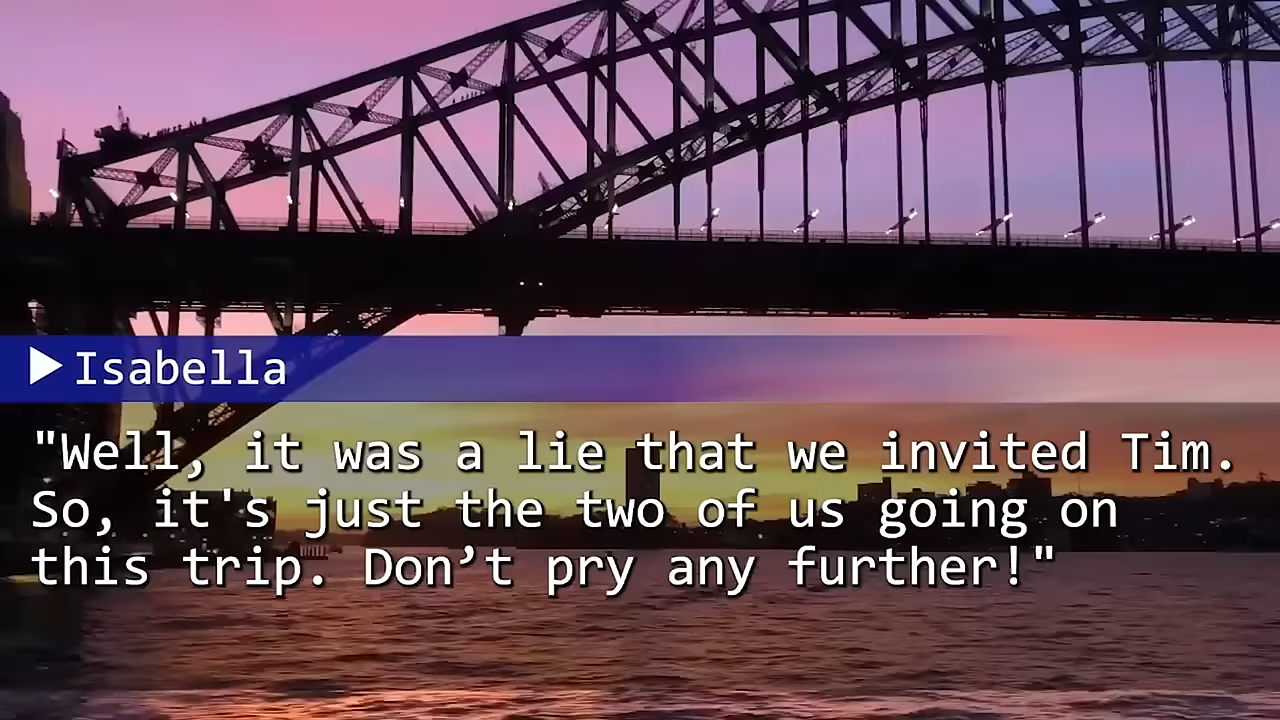 Isabella
"Well, it was a lie that we invited Tim.
So, it's just the two of us going on
this trip. Don’t pry any further!"